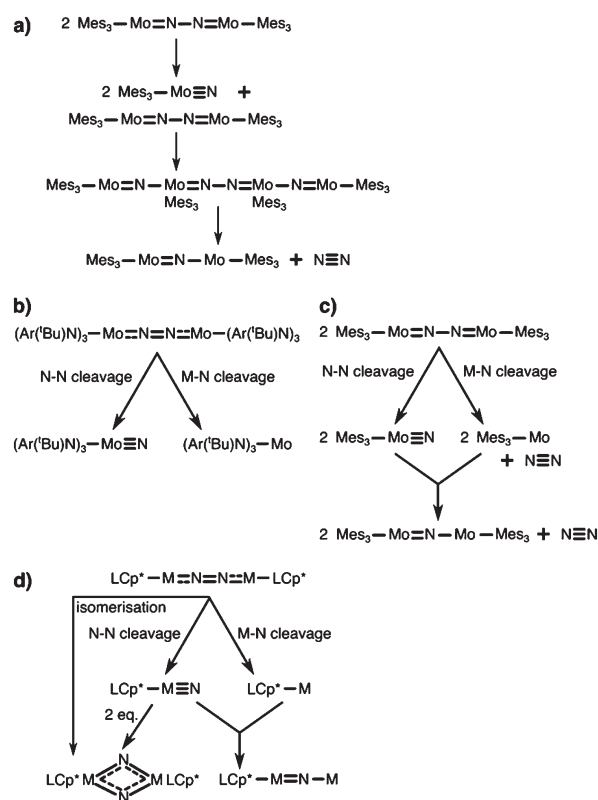 a)
2 Mes₃—Mo=N—N=Mo—Mes₃
2 Mes₃—Mo≡N +
Mes₃—Mo=N—N=Mo—Mes₃
Mes₃—Mo=N—Mo=N—N=Mo—N=Mo—Mes₃
Mes₃ Mes₃
Mes₃—Mo=N—Mo—Mes₃ + N≡N
b)
(Ar(ᵗBu)N)₃—Mo=N=N=Mo—(Ar(ᵗBu)N)₃
N-N cleavage M-N cleavage
(Ar(ᵗBu)N)₃—Mo≡N (Ar(ᵗBu)N)₃—Mo
c)
2 Mes₃—Mo=N—N=Mo—Mes₃
N-N cleavage M-N cleavage
2 Mes₃—Mo≡N 2 Mes₃—Mo
+ N≡N
2 Mes₃—Mo=N—Mo—Mes₃ + N≡N
d)
LCp*—M=N=N=M—LCp*
isomerisation
N-N cleavage M-N cleavage
LCp*—M≡N LCp*—M
2 eq.
N
LCp*M M LCp* LCp*—M=N—M
N